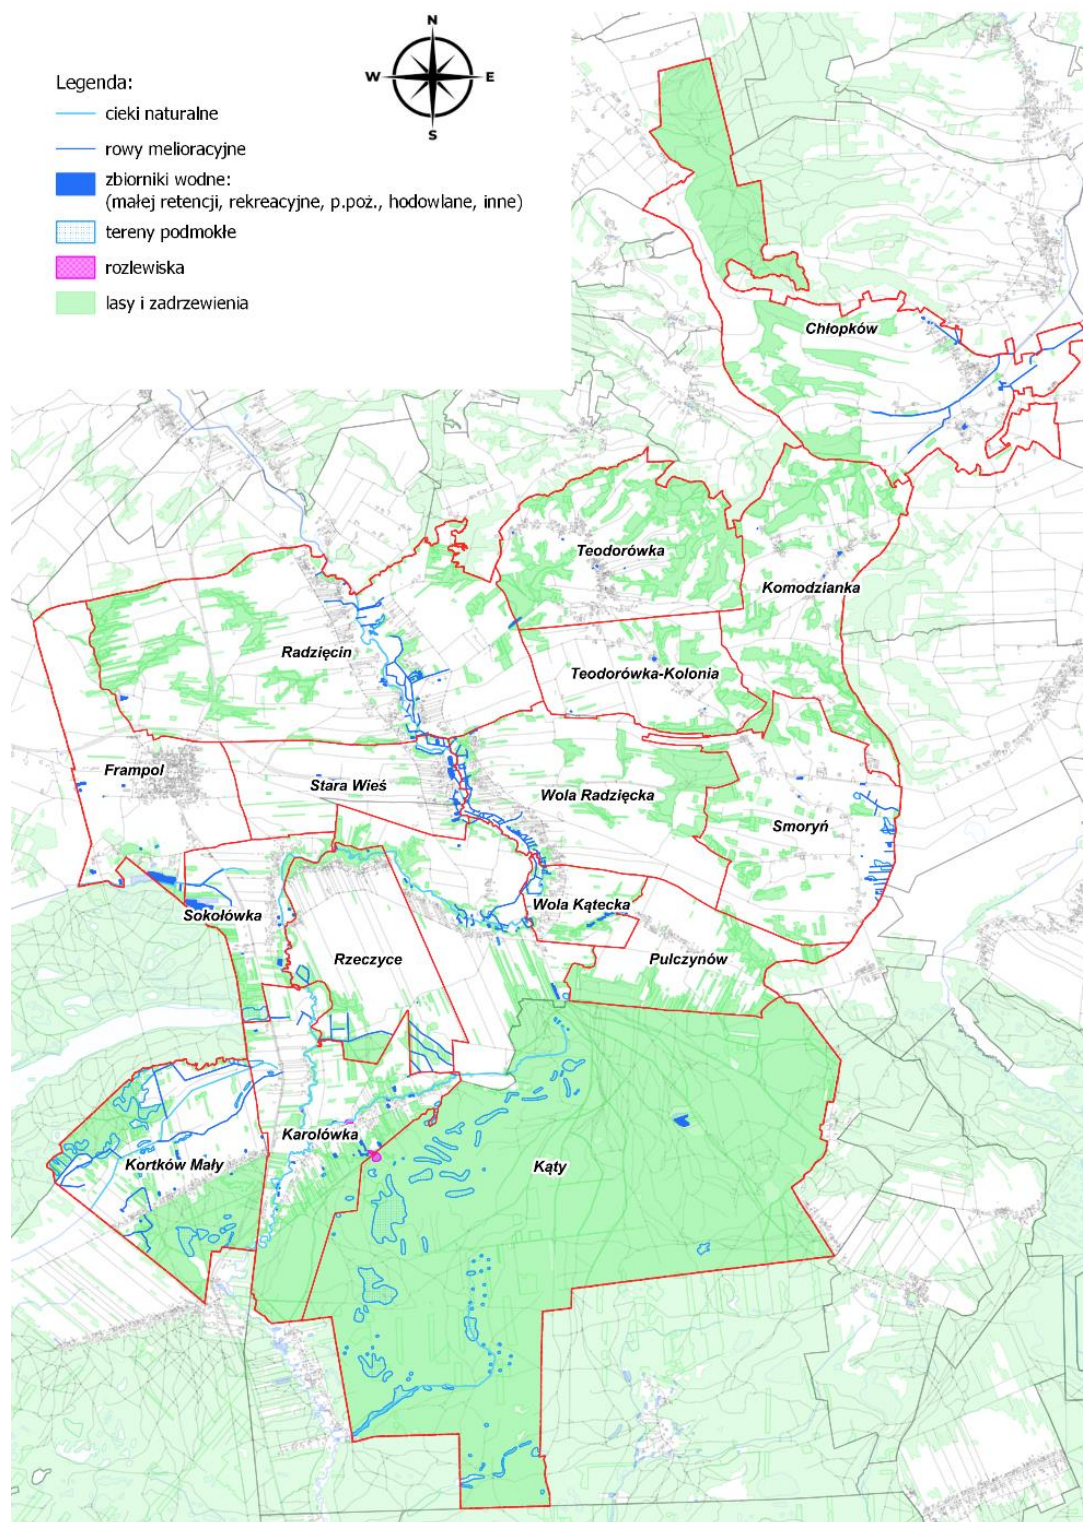 N
W E
S
Legenda:
cieki naturalne
rowy melioracyjne
zbiorniki wodne:
(małej retencji, rekreacyjne, p.poż., hodowlane, inne)
tereny podmokłe
rozlewiska
lasy i zadrzewienia
Chłopków
Teodorówka
Komodzianka
Radzięcin
Teodorówka-Kolonia
Frampol
Stara Wieś
Wola Radzięcka
Smoryń
Sokołówka
Wola Kątecka
Rzeczyce
Pulczynów
Karolówka
Kortków Mały
Kąty